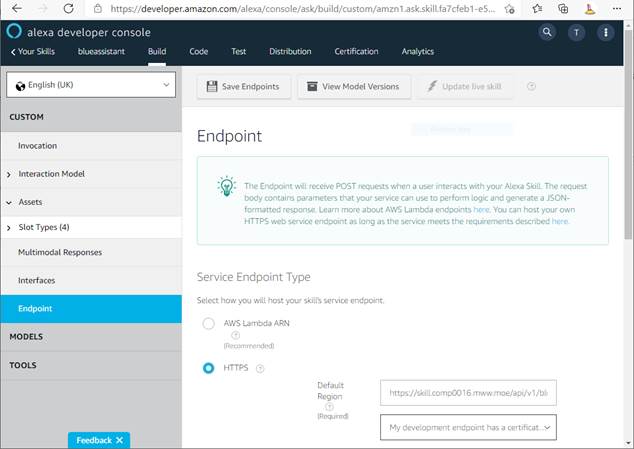 https://developer.amazon.com/alexa/console/ask/build/custom/amzn1.ask.skill.fa7cfeb1-e5...
alexa developer console
T
Your Skills
blueassistant
Build
Code
Test
Distribution
Certification
Analytics
English (UK)
Save Endpoints
View Model Versions
Update live skill
CUSTOM
Invocation
Interaction Model
Assets
Slot Types (4)
Multimodal Responses
Interfaces
Endpoint
MODELS
TOOLS
Feedback
Endpoint
The Endpoint will receive POST requests when a user interacts with your Alexa Skill. The request
body contains parameters that your service can use to perform logic and generate a JSON-
formatted response. Learn more about AWS Lambda endpoints here. You can host your own
HTTPS web service endpoint as long as the service meets the requirements described here.
Service Endpoint Type
Select how you will host your skill's service endpoint.
AWS Lambda ARN
(Recommended)
HTTPS
Default
Region
(Required)
https://skill.comp0016.mww.moe/api/v1/bl
My development endpoint has a certificat...